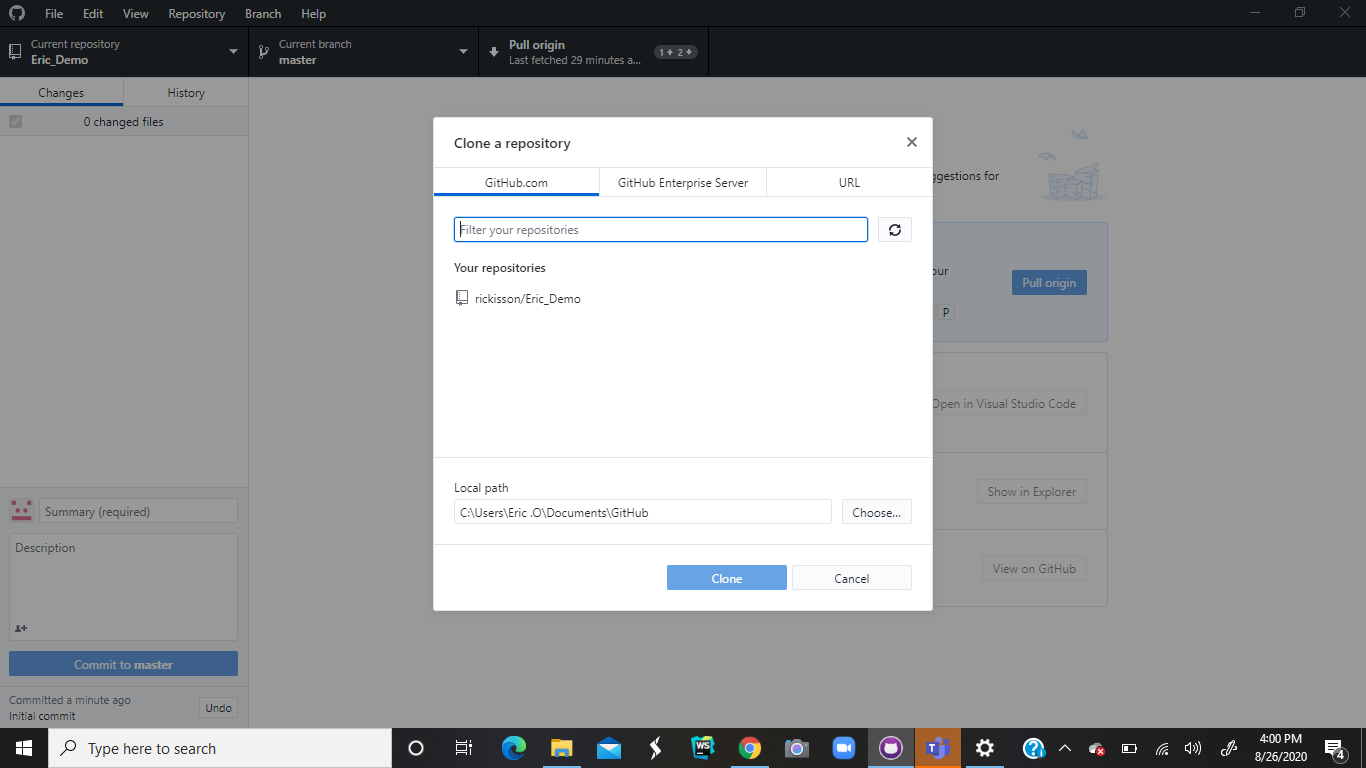 File Edit View Repository Branch Help
Current repository
Eric_Demo
Current branch
master
Pull origin
Last fetched 29 minutes a...
1 2
Changes History
0 changed files
Clone a repository
GitHub.com GitHub Enterprise Server URL
Filter your repositories
Your repositories
rickisson/Eric_Demo
Local path
C:\Users\Eric .O\Documents\GitHub
Choose...
Clone Cancel
ggestions for
our
Pull origin
P
Open in Visual Studio Code
Show in Explorer
View on GitHub
Summary (required)
Description
Commit to master
Committed a minute ago
Initial commit
Undo
Type here to search
WS
4:00 PM
8/26/2020
4